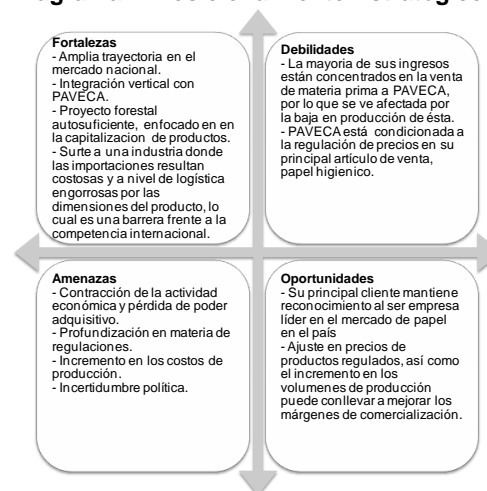 Fortalezas
- Amplia trayectoria en el
mercado nacional.
- Integración vertical con
PAVECA.
- Proyecto forestal
autosuficiente, enfocado en en
la capitalizacion de productos.
- Surte a una industria donde
las importaciones resultan
costosas y a nivel de logística
engorrosas por las
dimensiones del producto, lo
cual es una barrera frente a la
competencia internacional.
Debilidades
- La mayoria de sus ingresos
están concentrados en la venta
de materia prima a PAVECA,
por lo que se ve afectada por
la baja en producción de ésta.
- PAVECA está condicionada a
la regulación de precios en su
principal artículo de venta,
papel higienico.
Amenazas
- Contracción de la actividad
económica y pérdida de poder
adquisitivo.
- Profundización en materia de
regulaciones.
- Incremento en los costos de
producción.
- Incertidumbre política.
Oportunidades
- Su principal cliente mantiene
reconocimiento al ser empresa
líder en el mercado de papel
en el país
- Ajuste en precios de
productos regulados, así como
el incremento en los
volumenes de producción
puede conllevar a mejorar los
márgenes de comercialización.